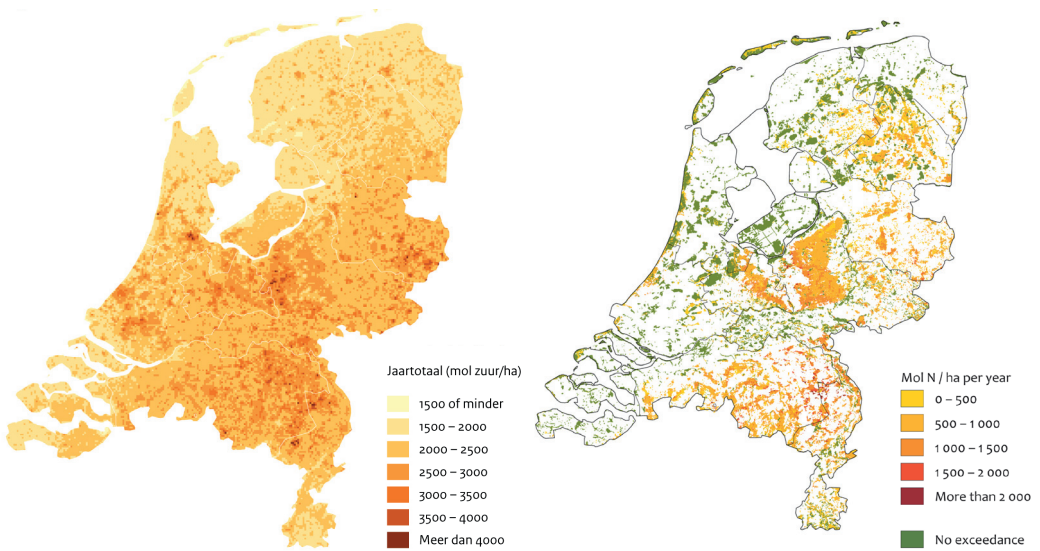 Jaartotaal (mol zuur/ha)
1500 of minder
1500 – 2000
2000 – 2500
2500 – 3000
3000 – 3500
3500 – 4000
Meer dan 4000
Mol N / ha per year
0 – 500
500 – 1 000
1 000 – 1 500
1 500 – 2 000
More than 2 000
No exceedance